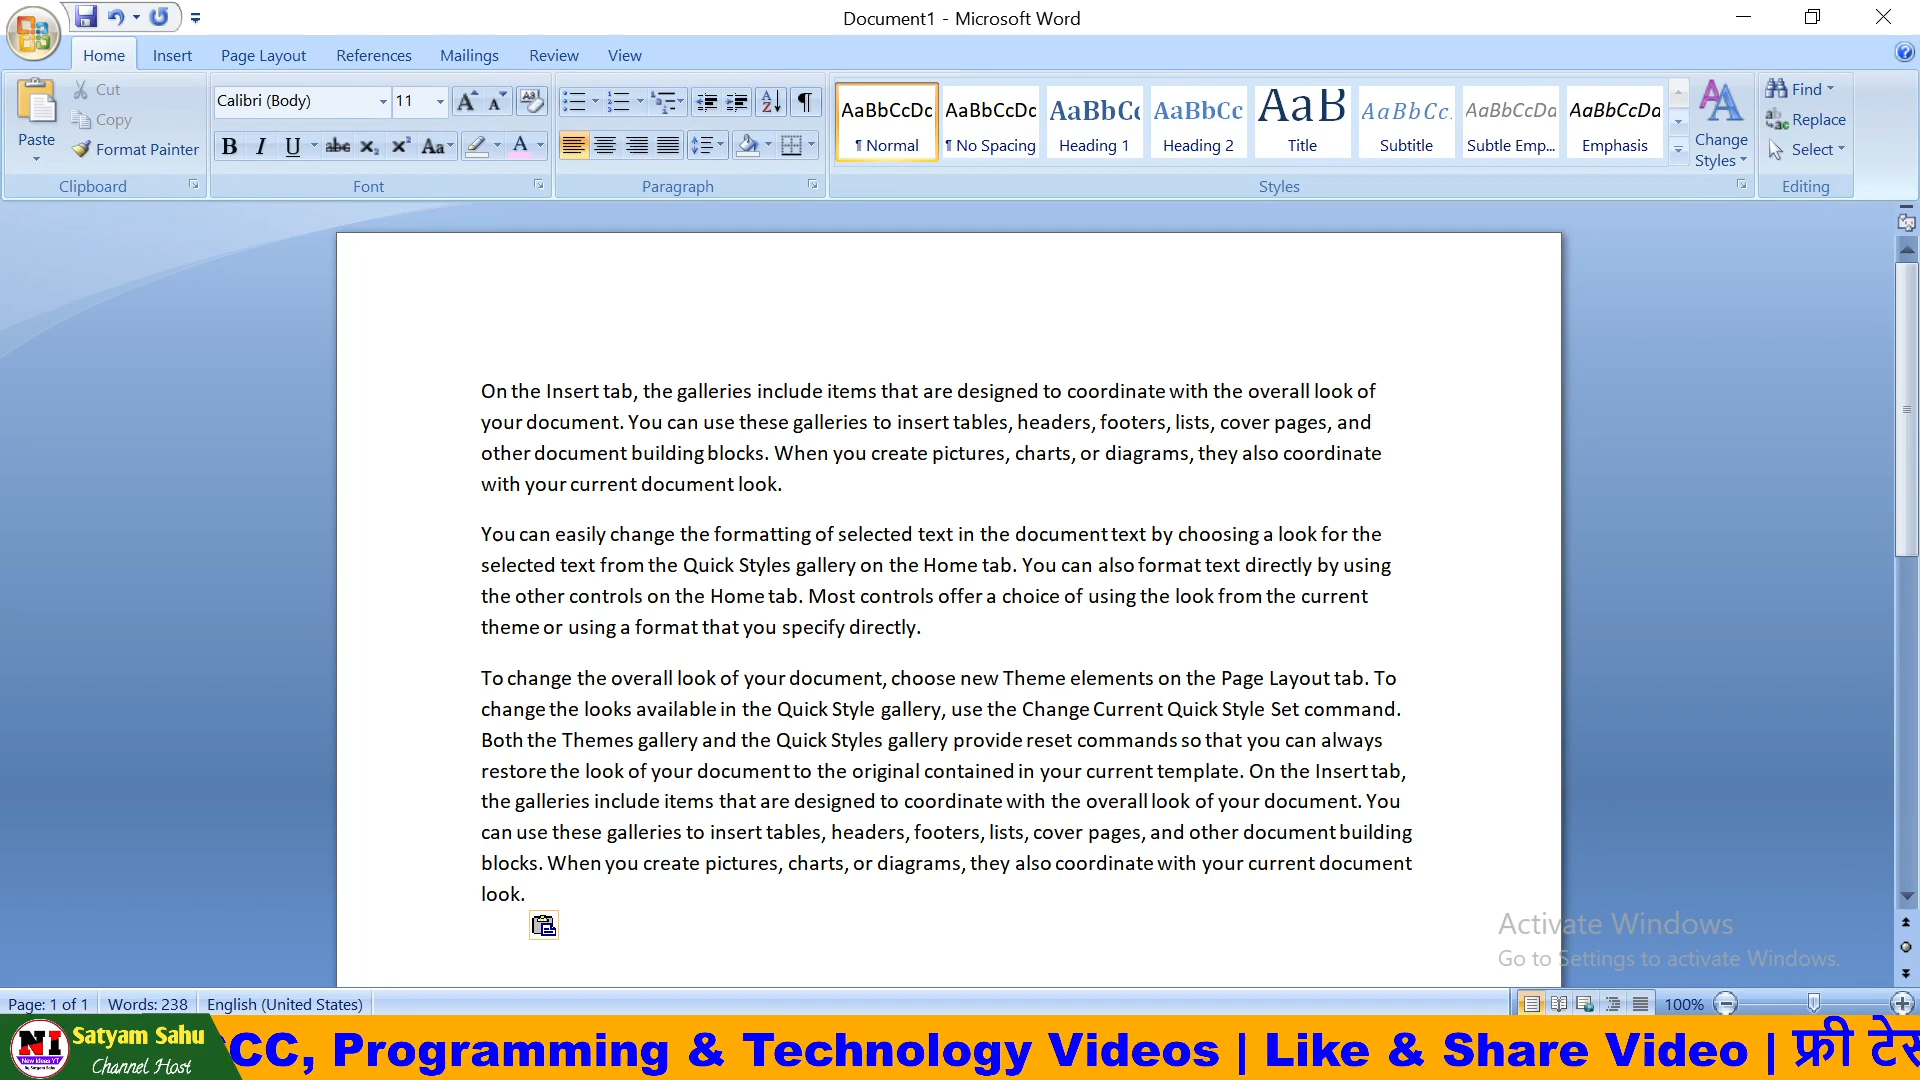 Document1 - Microsoft Word
Home Insert Page Layout References Mailings Review View
Paste
Cut
Copy
Format Painter
Clipboard
Calibri (Body) 11
B I U abc x₂ x² Aa A
Font
Paragraph
AaBbCcDc AaBbCcDc AaBbC AaBbCc AaB AaBbCc. AaBbCcDa AaBbCcDa
¶ Normal ¶ No Spacing Heading 1 Heading 2 Title Subtitle Subtle Emp... Emphasis
Change Styles
Styles
Find
Replace
Select
Editing
On the Insert tab, the galleries include items that are designed to coordinate with the overall look of
your document. You can use these galleries to insert tables, headers, footers, lists, cover pages, and
other document building blocks. When you create pictures, charts, or diagrams, they also coordinate
with your current document look.
You can easily change the formatting of selected text in the document text by choosing a look for the
selected text from the Quick Styles gallery on the Home tab. You can also format text directly by using
the other controls on the Home tab. Most controls offer a choice of using the look from the current
theme or using a format that you specify directly.
To change the overall look of your document, choose new Theme elements on the Page Layout tab. To
change the looks available in the Quick Style gallery, use the Change Current Quick Style Set command.
Both the Themes gallery and the Quick Styles gallery provide reset commands so that you can always
restore the look of your document to the original contained in your current template. On the Insert tab,
the galleries include items that are designed to coordinate with the overall look of your document. You
can use these galleries to insert tables, headers, footers, lists, cover pages, and other document building
blocks. When you create pictures, charts, or diagrams, they also coordinate with your current document
look.
Activate Windows
Go to Settings to activate Windows.
Page: 1 of 1 Words: 238 English (United States) 100%
NI
New Ideas YT
Satyam Sahu
Channel Host
CC, Programming & Technology Videos | Like & Share Video | फ्री